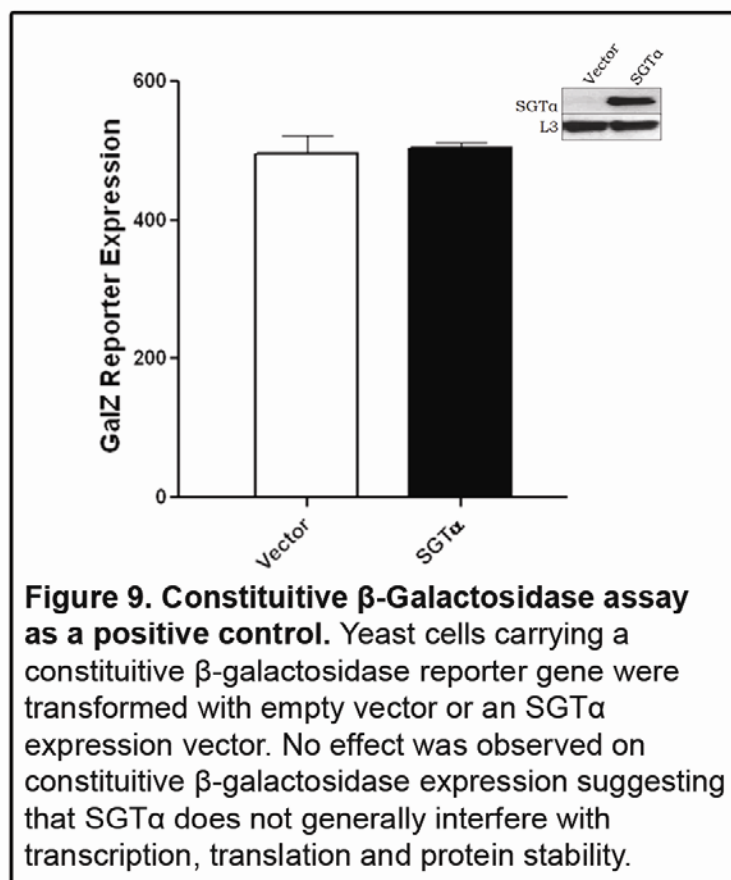 600
400
200
0
GalZ Reporter Expression
Vector
SGTα
Vector
SGTα
SGTα
L3
Figure 9. Constituitive β-Galactosidase assay
as a positive control. Yeast cells carrying a
constituitive β-galactosidase reporter gene were
transformed with empty vector or an SGTα
expression vector. No effect was observed on
constituitive β-galactosidase expression suggesting
that SGTα does not generally interfere with
transcription, translation and protein stability.